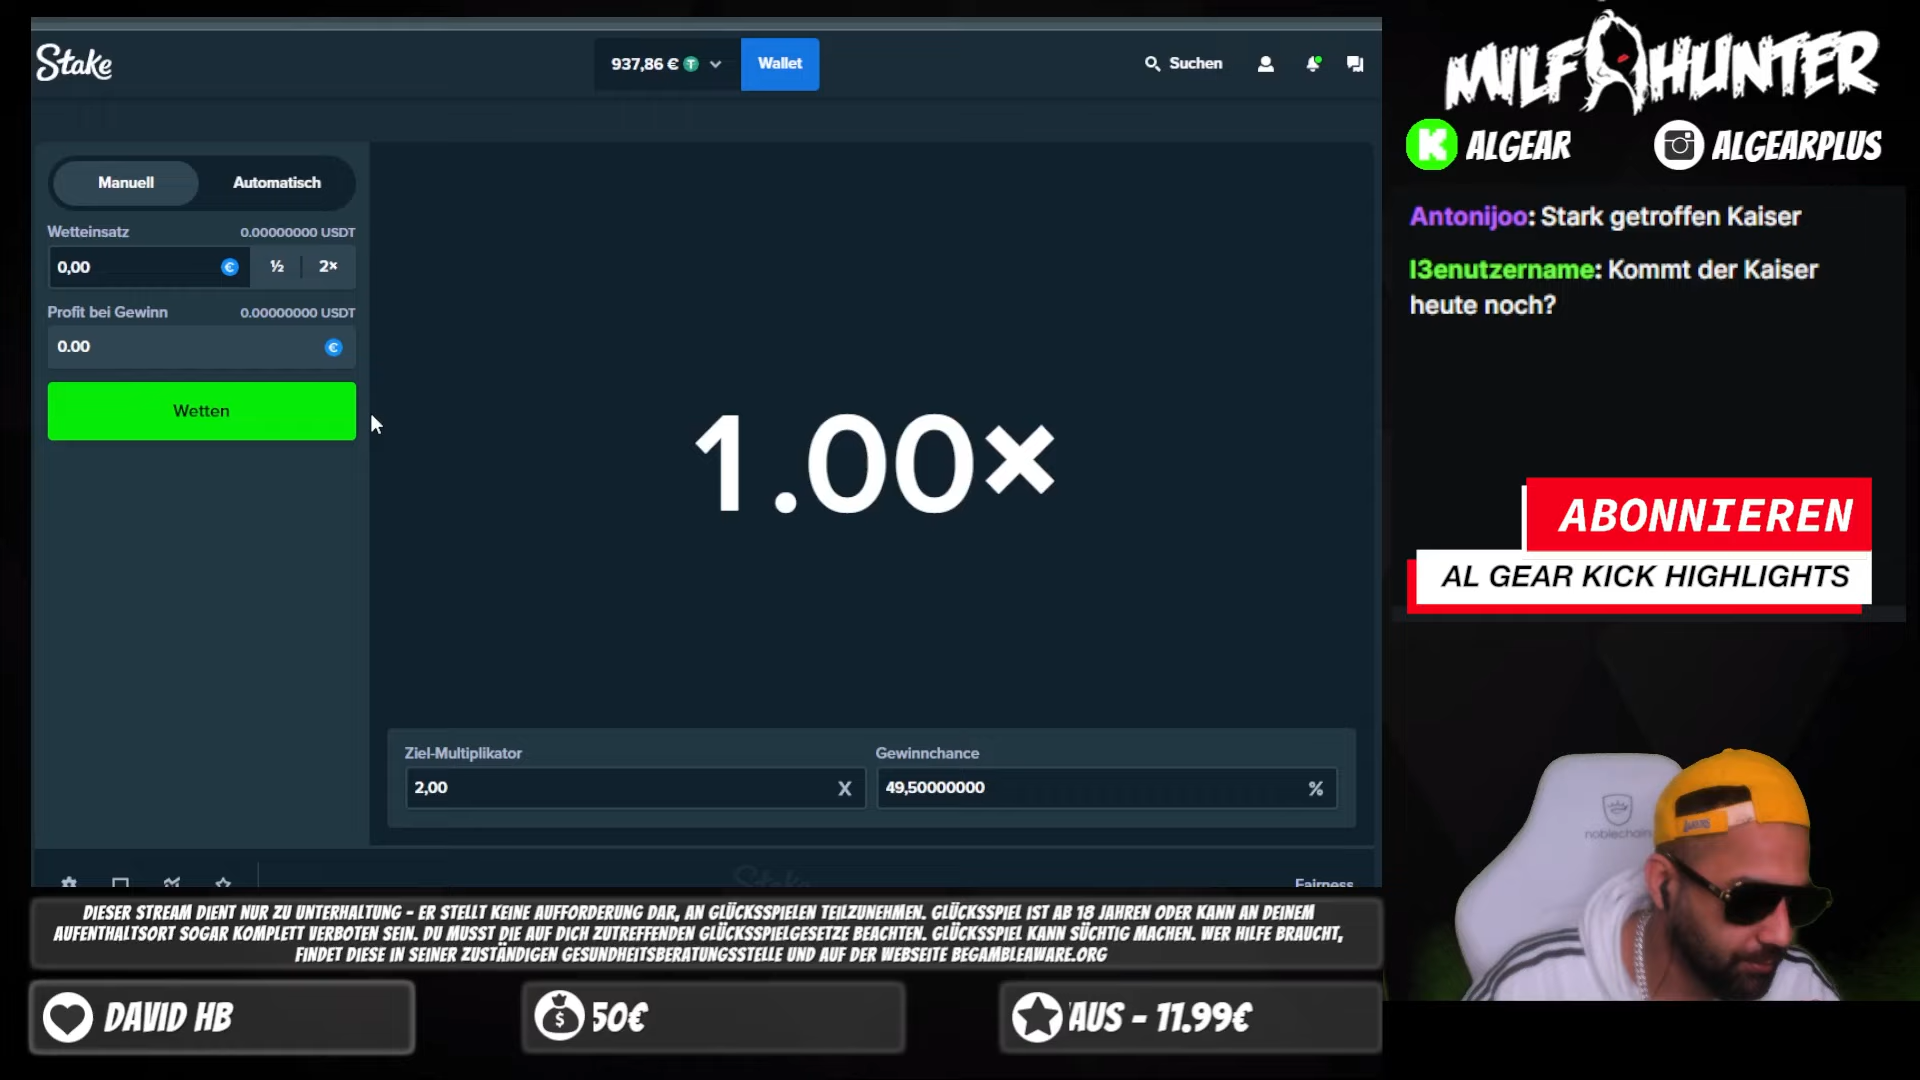 Stake
937,86 €
Wallet
Suchen
Manuell
Automatisch
Wetteinsatz
0.00000000 USDT
0,00
½
2×
Profit bei Gewinn
0.00000000 USDT
0.00
Wetten
1.00×
Ziel-Multiplikator
2,00
X
Gewinnchance
49,50000000
%
Stake
Fairness
MILF HUNTER
K ALGEAR
ALGEARPLUS
Antonijoo: Stark getroffen Kaiser
l3enutzername: Kommt der Kaiser
heute noch?
ABONNIEREN
AL GEAR KICK HIGHLIGHTS
noblechairs
DIESER STREAM DIENT NUR ZU UNTERHALTUNG - ER STELLT KEINE AUFFORDERUNG DAR, AN GLÜCKSSPIELEN TEILZUNEHMEN. GLÜCKSSPIEL IST AB 18 JAHREN ODER KANN AN DEINEM
AUFENTHALTSORT SOGAR KOMPLETT VERBOTEN SEIN. DU MUSST DIE AUF DICH ZUTREFFENDEN GLÜCKSSPIELGESETZE BEACHTEN. GLÜCKSSPIEL KANN SÜCHTIG MACHEN. WER HILFE BRAUCHT,
FINDET DIESE IN SEINER ZUSTÄNDIGEN GESUNDHEITSBERATUNGSSTELLE UND AUF DER WEBSEITE BEGAMBLEAWARE.ORG
DAVID HB
50€
AUS - 11.99€